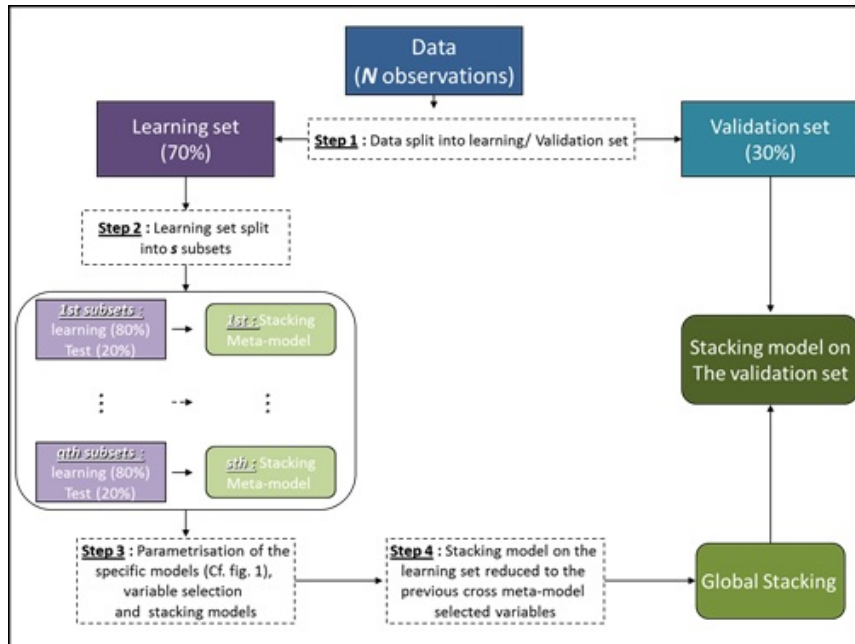 Data
(N observations)
Learning set
(70%)
Step 1 : Data split into learning/ Validation set
Validation set
(30%)
Step 2 : Learning set split
into s subsets
1st subsets :
learning (80%)
Test (20%)
1st : Stacking
Meta-model
qth subsets :
learning (80%)
Test (20%)
sth : Stacking
Meta-model
Stacking model on
The validation set
Step 3 : Parametrisation of the
specific models (Cf. fig. 1),
variable selection
and stacking models
Step 4 : Stacking model on the
learning set reduced to the
previous cross meta-model
selected variables
Global Stacking